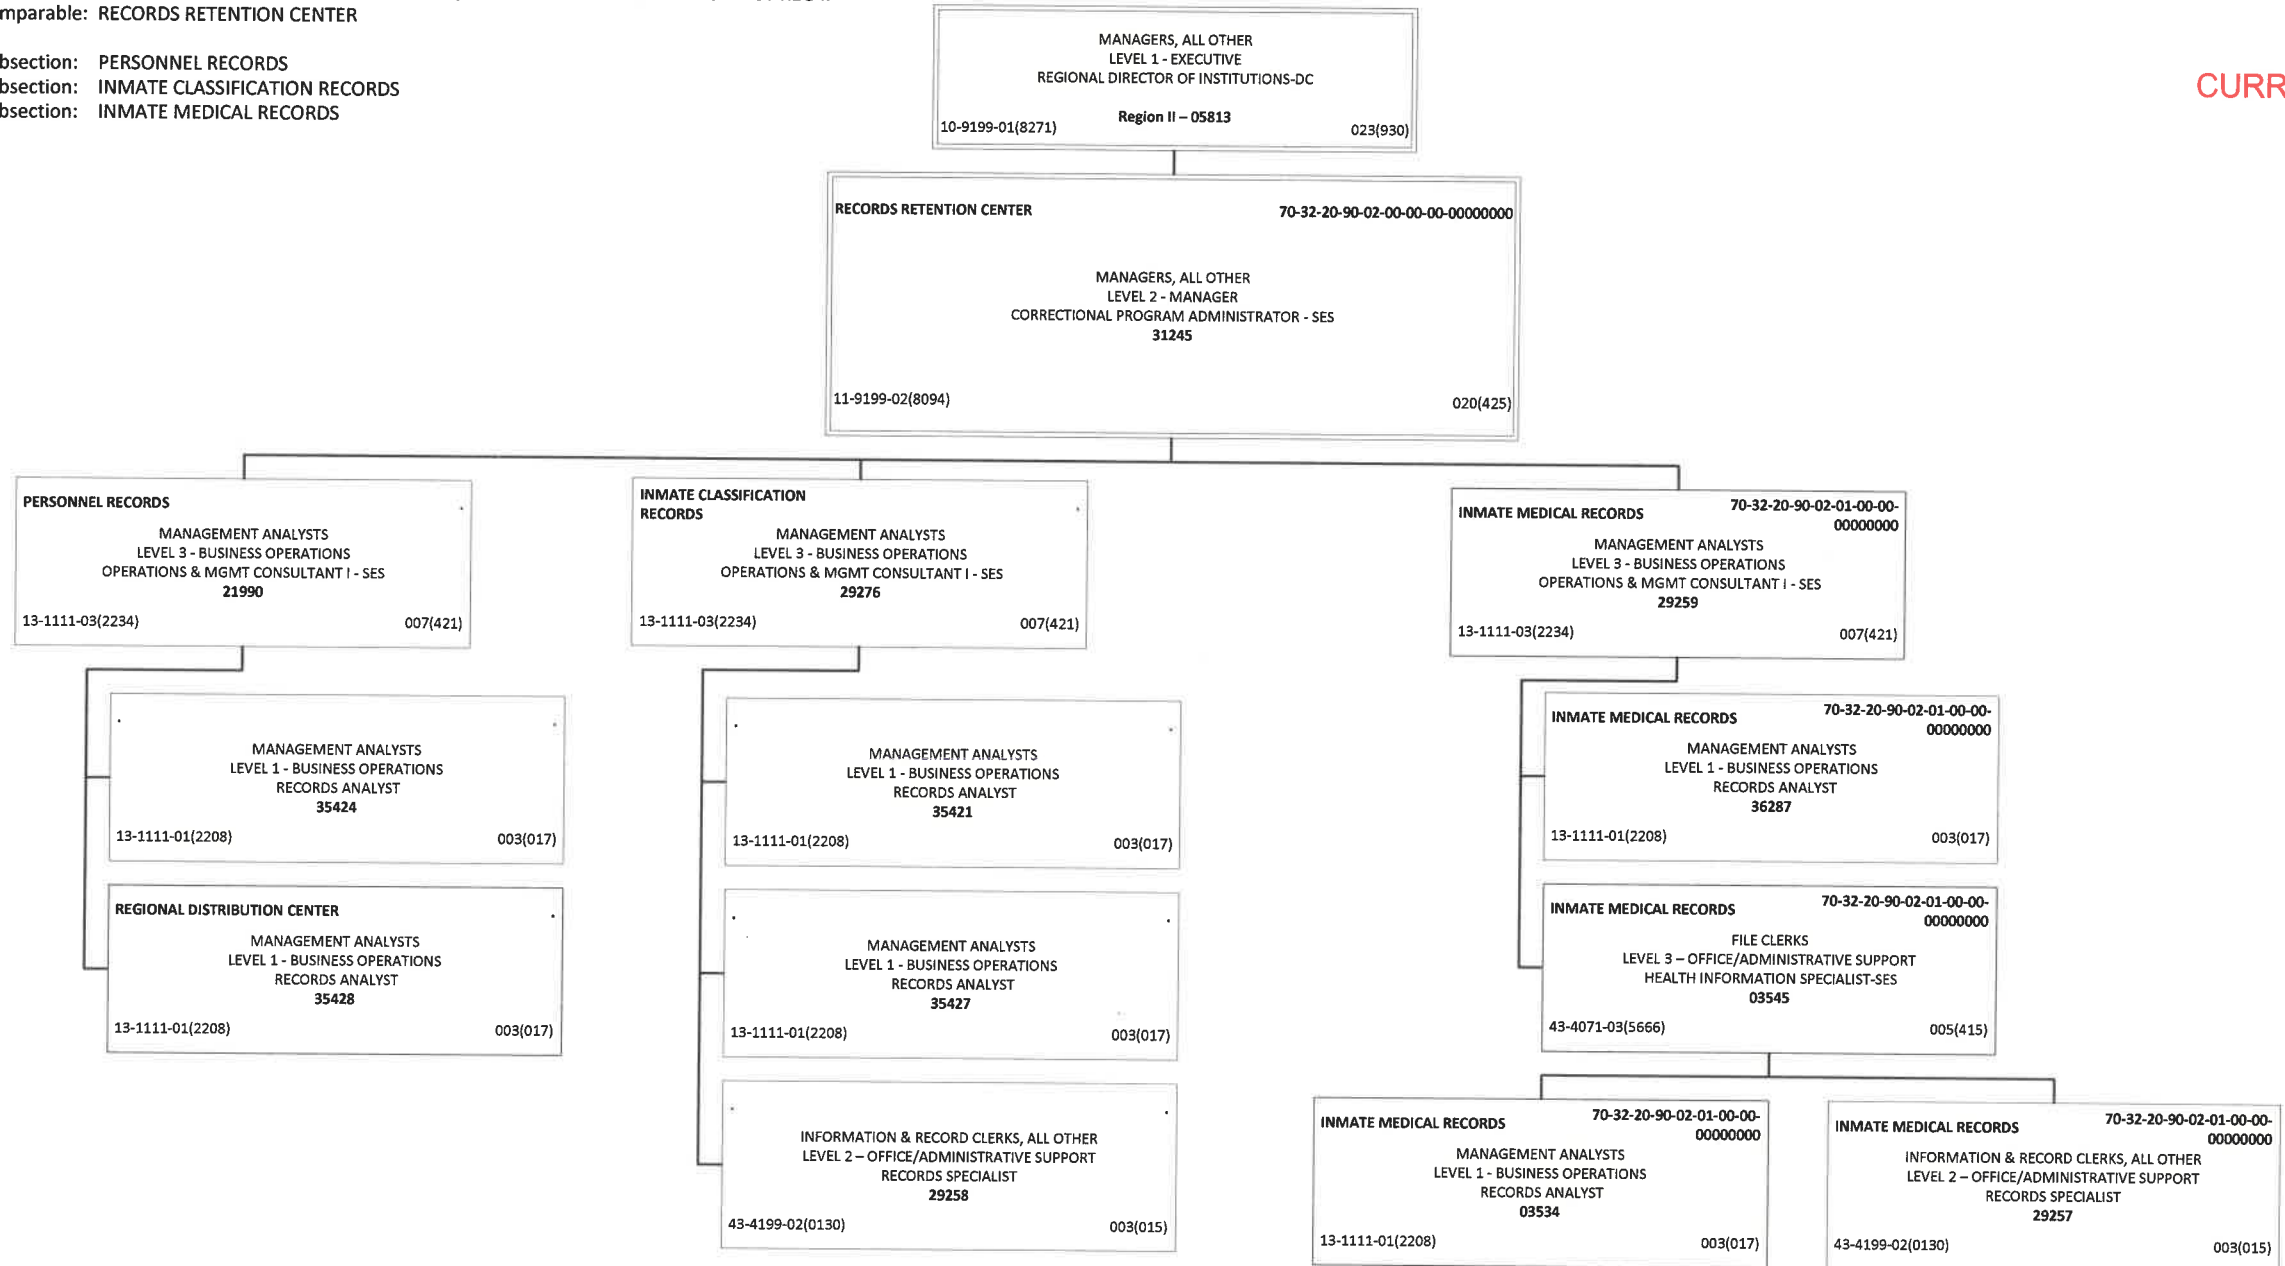 mparable: RECORDS RETENTION CENTER
bsection: PERSONNEL RECORDS
bsection: INMATE CLASSIFICATION RECORDS
bsection: INMATE MEDICAL RECORDS
CURR
MANAGERS, ALL OTHER
LEVEL 1 - EXECUTIVE
REGIONAL DIRECTOR OF INSTITUTIONS-DC
Region II – 05813
10-9199-01(8271) 023(930)
RECORDS RETENTION CENTER 70-32-20-90-02-00-00-00-00000000
MANAGERS, ALL OTHER
LEVEL 2 - MANAGER
CORRECTIONAL PROGRAM ADMINISTRATOR - SES
31245
11-9199-02(8094) 020(425)
PERSONNEL RECORDS
MANAGEMENT ANALYSTS
LEVEL 3 - BUSINESS OPERATIONS
OPERATIONS & MGMT CONSULTANT I - SES
21990
13-1111-03(2234) 007(421)
INMATE CLASSIFICATION
RECORDS
MANAGEMENT ANALYSTS
LEVEL 3 - BUSINESS OPERATIONS
OPERATIONS & MGMT CONSULTANT I - SES
29276
13-1111-03(2234) 007(421)
INMATE MEDICAL RECORDS 70-32-20-90-02-01-00-00-
00000000
MANAGEMENT ANALYSTS
LEVEL 3 - BUSINESS OPERATIONS
OPERATIONS & MGMT CONSULTANT I - SES
29259
13-1111-03(2234) 007(421)
MANAGEMENT ANALYSTS
LEVEL 1 - BUSINESS OPERATIONS
RECORDS ANALYST
35424
13-1111-01(2208) 003(017)
REGIONAL DISTRIBUTION CENTER
MANAGEMENT ANALYSTS
LEVEL 1 - BUSINESS OPERATIONS
RECORDS ANALYST
35428
13-1111-01(2208) 003(017)
MANAGEMENT ANALYSTS
LEVEL 1 - BUSINESS OPERATIONS
RECORDS ANALYST
35421
13-1111-01(2208) 003(017)
MANAGEMENT ANALYSTS
LEVEL 1 - BUSINESS OPERATIONS
RECORDS ANALYST
35427
13-1111-01(2208) 003(017)
INFORMATION & RECORD CLERKS, ALL OTHER
LEVEL 2 – OFFICE/ADMINISTRATIVE SUPPORT
RECORDS SPECIALIST
29258
43-4199-02(0130) 003(015)
INMATE MEDICAL RECORDS 70-32-20-90-02-01-00-00-
00000000
MANAGEMENT ANALYSTS
LEVEL 1 - BUSINESS OPERATIONS
RECORDS ANALYST
36287
13-1111-01(2208) 003(017)
INMATE MEDICAL RECORDS 70-32-20-90-02-01-00-00-
00000000
FILE CLERKS
LEVEL 3 – OFFICE/ADMINISTRATIVE SUPPORT
HEALTH INFORMATION SPECIALIST-SES
03545
43-4071-03(5666) 005(415)
INMATE MEDICAL RECORDS 70-32-20-90-02-01-00-00-
00000000
MANAGEMENT ANALYSTS
LEVEL 1 - BUSINESS OPERATIONS
RECORDS ANALYST
03534
13-1111-01(2208) 003(017)
INMATE MEDICAL RECORDS 70-32-20-90-02-01-00-00-
00000000
INFORMATION & RECORD CLERKS, ALL OTHER
LEVEL 2 – OFFICE/ADMINISTRATIVE SUPPORT
RECORDS SPECIALIST
29257
43-4199-02(0130) 003(015)